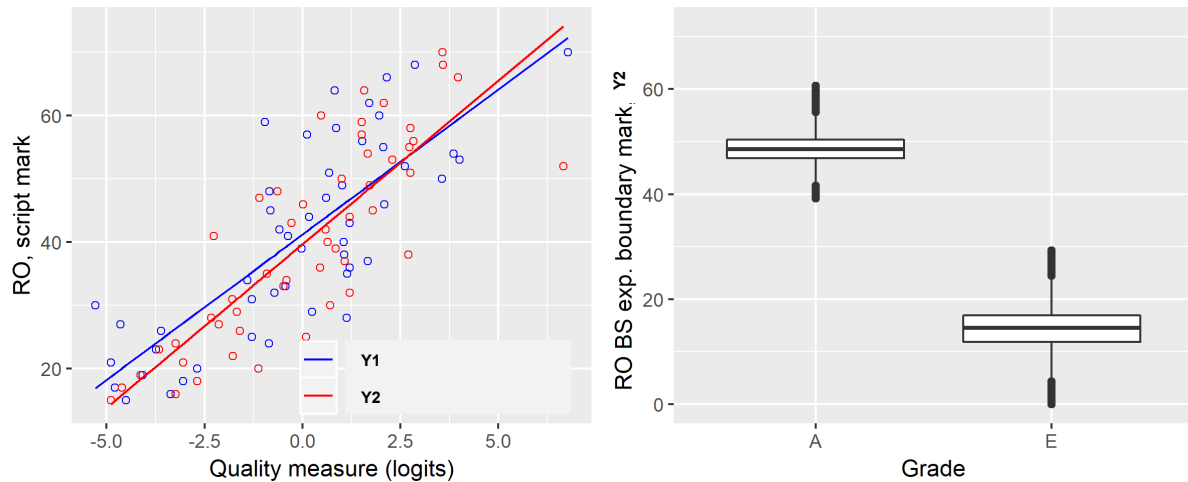 RO, script mark
60
40
20
-5.0
-2.5
0.0
2.5
5.0
Quality measure (logits)
Y1
Y2
RO BS exp. boundary mark, Y2
60
40
20
0
A
E
Grade